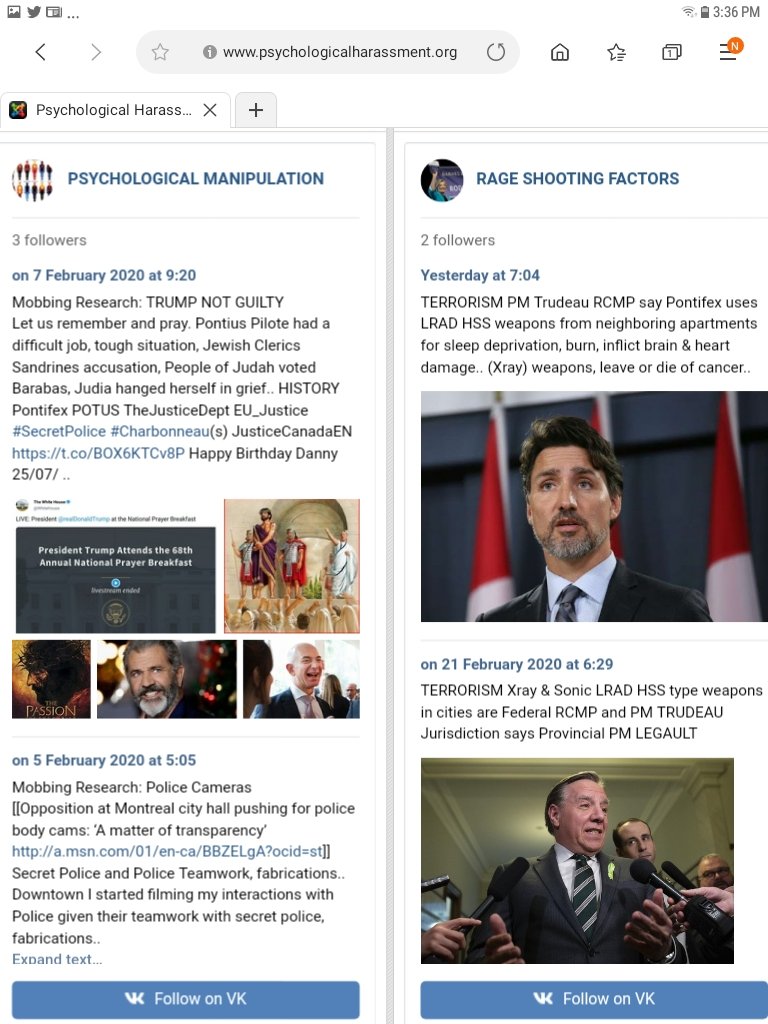 3:36 PM
www.psychologicalharassment.org
1
N
Psychological Harass...
PSYCHOLOGICAL MANIPULATION
3 followers
on 7 February 2020 at 9:20
Mobbing Research: TRUMP NOT GUILTY
Let us remember and pray. Pontius Pilote had a
difficult job, tough situation, Jewish Clerics
Sandrines accusation, People of Judah voted
Barabas, Judia hanged herself in grief.. HISTORY
Pontifex POTUS TheJusticeDept EU_Justice
#SecretPolice #Charbonneau(s) JusticeCanadaEN
https://t.co/BOX6KTCv8P Happy Birthday Danny
25/07/ ..
The White House
@WhiteHouse
LIVE: President @realDonaldTrump at the National Prayer Breakfast
President Trump Attends the 68th
Annual National Prayer Breakfast
livestream ended
THE
PASSION
on 5 February 2020 at 5:05
Mobbing Research: Police Cameras
[[Opposition at Montreal city hall pushing for police
body cams: ‘A matter of transparency’
http://a.msn.com/01/en-ca/BBZELgA?ocid=st]]
Secret Police and Police Teamwork, fabrications..
Downtown I started filming my interactions with
Police given their teamwork with secret police,
fabrications..
Expand text...
Follow on VK
RAGE SHOOTING FACTORS
2 followers
Yesterday at 7:04
TERRORISM PM Trudeau RCMP say Pontifex uses
LRAD HSS weapons from neighboring apartments
for sleep deprivation, burn, inflict brain & heart
damage.. (Xray) weapons, leave or die of cancer..
on 21 February 2020 at 6:29
TERRORISM Xray & Sonic LRAD HSS type weapons
in cities are Federal RCMP and PM TRUDEAU
Jurisdiction says Provincial PM LEGAULT
Follow on VK